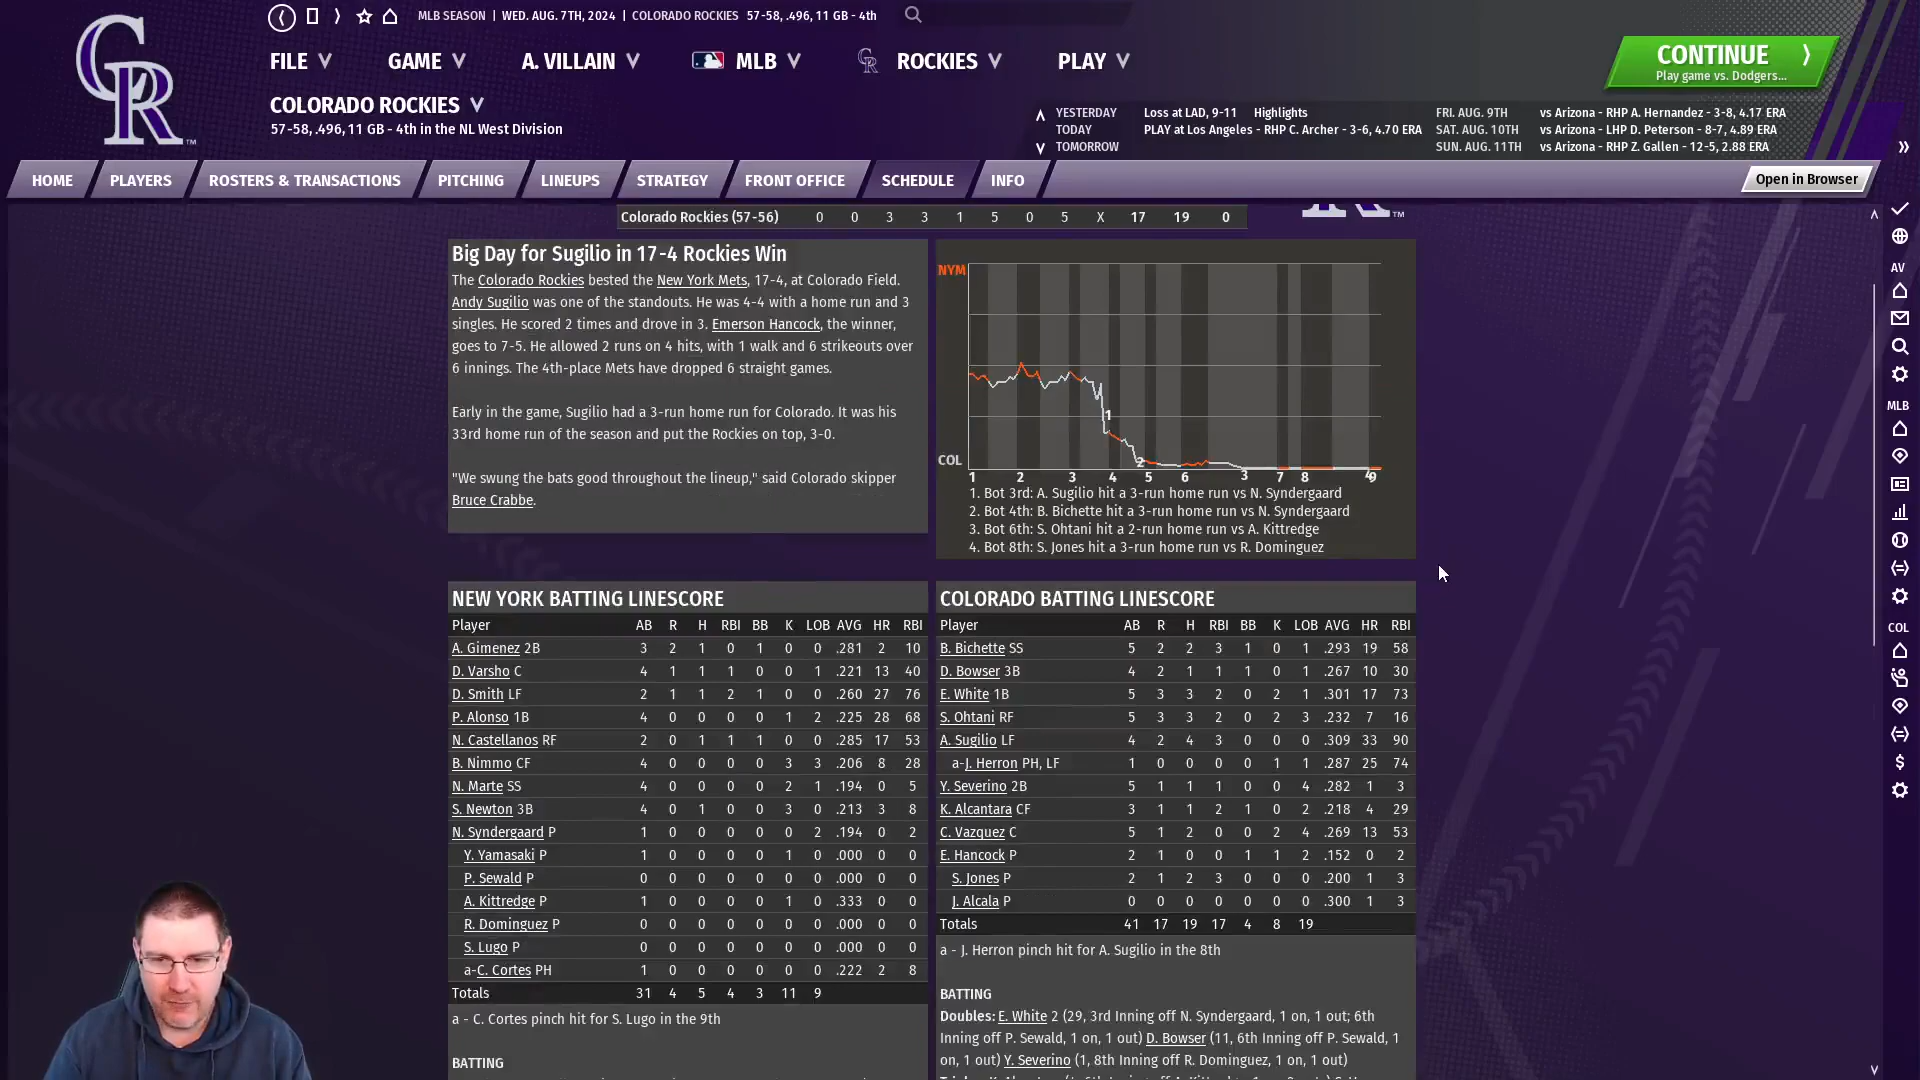 MLB SEASON | WED. AUG. 7TH, 2024 | COLORADO ROCKIES 57-58, .496, 11 GB - 4th
FILE GAME A. VILLAIN MLB ROCKIES PLAY
CONTINUE
Play game vs. Dodgers...
CR
TM
COLORADO ROCKIES
57-58, .496, 11 GB - 4th in the NL West Division
YESTERDAY Loss at LAD, 9-11 Highlights FRI. AUG. 9TH vs Arizona - RHP A. Hernandez - 3-8, 4.17 ERA
TODAY PLAY at Los Angeles - RHP C. Archer - 3-6, 4.70 ERA SAT. AUG. 10TH vs Arizona - LHP D. Peterson - 8-7, 4.89 ERA
TOMORROW SUN. AUG. 11TH vs Arizona - RHP Z. Gallen - 12-5, 2.88 ERA
HOME PLAYERS ROSTERS & TRANSACTIONS PITCHING LINEUPS STRATEGY FRONT OFFICE SCHEDULE INFO Open in Browser
Colorado Rockies (57-56) 0 0 3 3 1 5 0 5 X 17 19 0
TM
Big Day for Sugilio in 17-4 Rockies Win
The Colorado Rockies bested the New York Mets, 17-4, at Colorado Field.
Andy Sugilio was one of the standouts. He was 4-4 with a home run and 3
singles. He scored 2 times and drove in 3. Emerson Hancock, the winner,
goes to 7-5. He allowed 2 runs on 4 hits, with 1 walk and 6 strikeouts over
6 innings. The 4th-place Mets have dropped 6 straight games.
Early in the game, Sugilio had a 3-run home run for Colorado. It was his
33rd home run of the season and put the Rockies on top, 3-0.
"We swung the bats good throughout the lineup," said Colorado skipper
Bruce Crabbe.
NYM
1
2
COL
1 2 3 4 5 6 3 7 8 49
1. Bot 3rd: A. Sugilio hit a 3-run home run vs N. Syndergaard
2. Bot 4th: B. Bichette hit a 3-run home run vs N. Syndergaard
3. Bot 6th: S. Ohtani hit a 2-run home run vs A. Kittredge
4. Bot 8th: S. Jones hit a 3-run home run vs R. Dominguez
NEW YORK BATTING LINESCORE
Player AB R H RBI BB K LOB AVG HR RBI
A. Gimenez 2B 3 2 1 0 1 0 0 .281 2 10
D. Varsho C 4 1 1 1 0 0 1 .221 13 40
D. Smith LF 2 1 1 2 1 0 0 .260 27 76
P. Alonso 1B 4 0 0 0 0 1 2 .225 28 68
N. Castellanos RF 2 0 1 1 1 0 0 .285 17 53
B. Nimmo CF 4 0 0 0 0 3 3 .206 8 28
N. Marte SS 4 0 0 0 0 2 1 .194 0 5
S. Newton 3B 4 0 1 0 0 3 0 .213 3 8
N. Syndergaard P 1 0 0 0 0 0 2 .194 0 2
Y. Yamasaki P 1 0 0 0 0 1 0 .000 0 0
P. Sewald P 0 0 0 0 0 0 0 .000 0 0
A. Kittredge P 1 0 0 0 0 1 0 .333 0 0
R. Dominguez P 0 0 0 0 0 0 0 .000 0 0
S. Lugo P 0 0 0 0 0 0 0 .000 0 0
a-C. Cortes PH 1 0 0 0 0 0 0 .222 2 8
Totals 31 4 5 4 3 11 9
a - C. Cortes pinch hit for S. Lugo in the 9th
BATTING
COLORADO BATTING LINESCORE
Player AB R H RBI BB K LOB AVG HR RBI
B. Bichette SS 5 2 2 3 1 0 1 .293 19 58
D. Bowser 3B 4 2 1 1 1 0 1 .267 10 30
E. White 1B 5 3 3 2 0 2 1 .301 17 73
S. Ohtani RF 5 3 3 2 0 2 3 .232 7 16
A. Sugilio LF 4 2 4 3 0 0 0 .309 33 90
a-J. Herron PH, LF 1 0 0 0 0 1 1 .287 25 74
Y. Severino 2B 5 1 1 1 0 0 4 .282 1 3
K. Alcantara CF 3 1 1 2 1 0 2 .218 4 29
C. Vazquez C 5 1 2 0 0 2 4 .269 13 53
E. Hancock P 2 1 0 0 1 1 2 .152 0 2
S. Jones P 2 1 2 3 0 0 0 .200 1 3
J. Alcala P 0 0 0 0 0 0 0 .300 1 3
Totals 41 17 19 17 4 8 19
a - J. Herron pinch hit for A. Sugilio in the 8th
BATTING
Doubles: E. White 2 (29, 3rd Inning off N. Syndergaard, 1 on, 1 out; 6th
Inning off P. Sewald, 1 on, 1 out) D. Bowser (11, 6th Inning off P. Sewald, 1
on, 1 out) Y. Severino (1, 8th Inning off R. Dominguez, 1 on, 1 out)
AV
MLB
COL